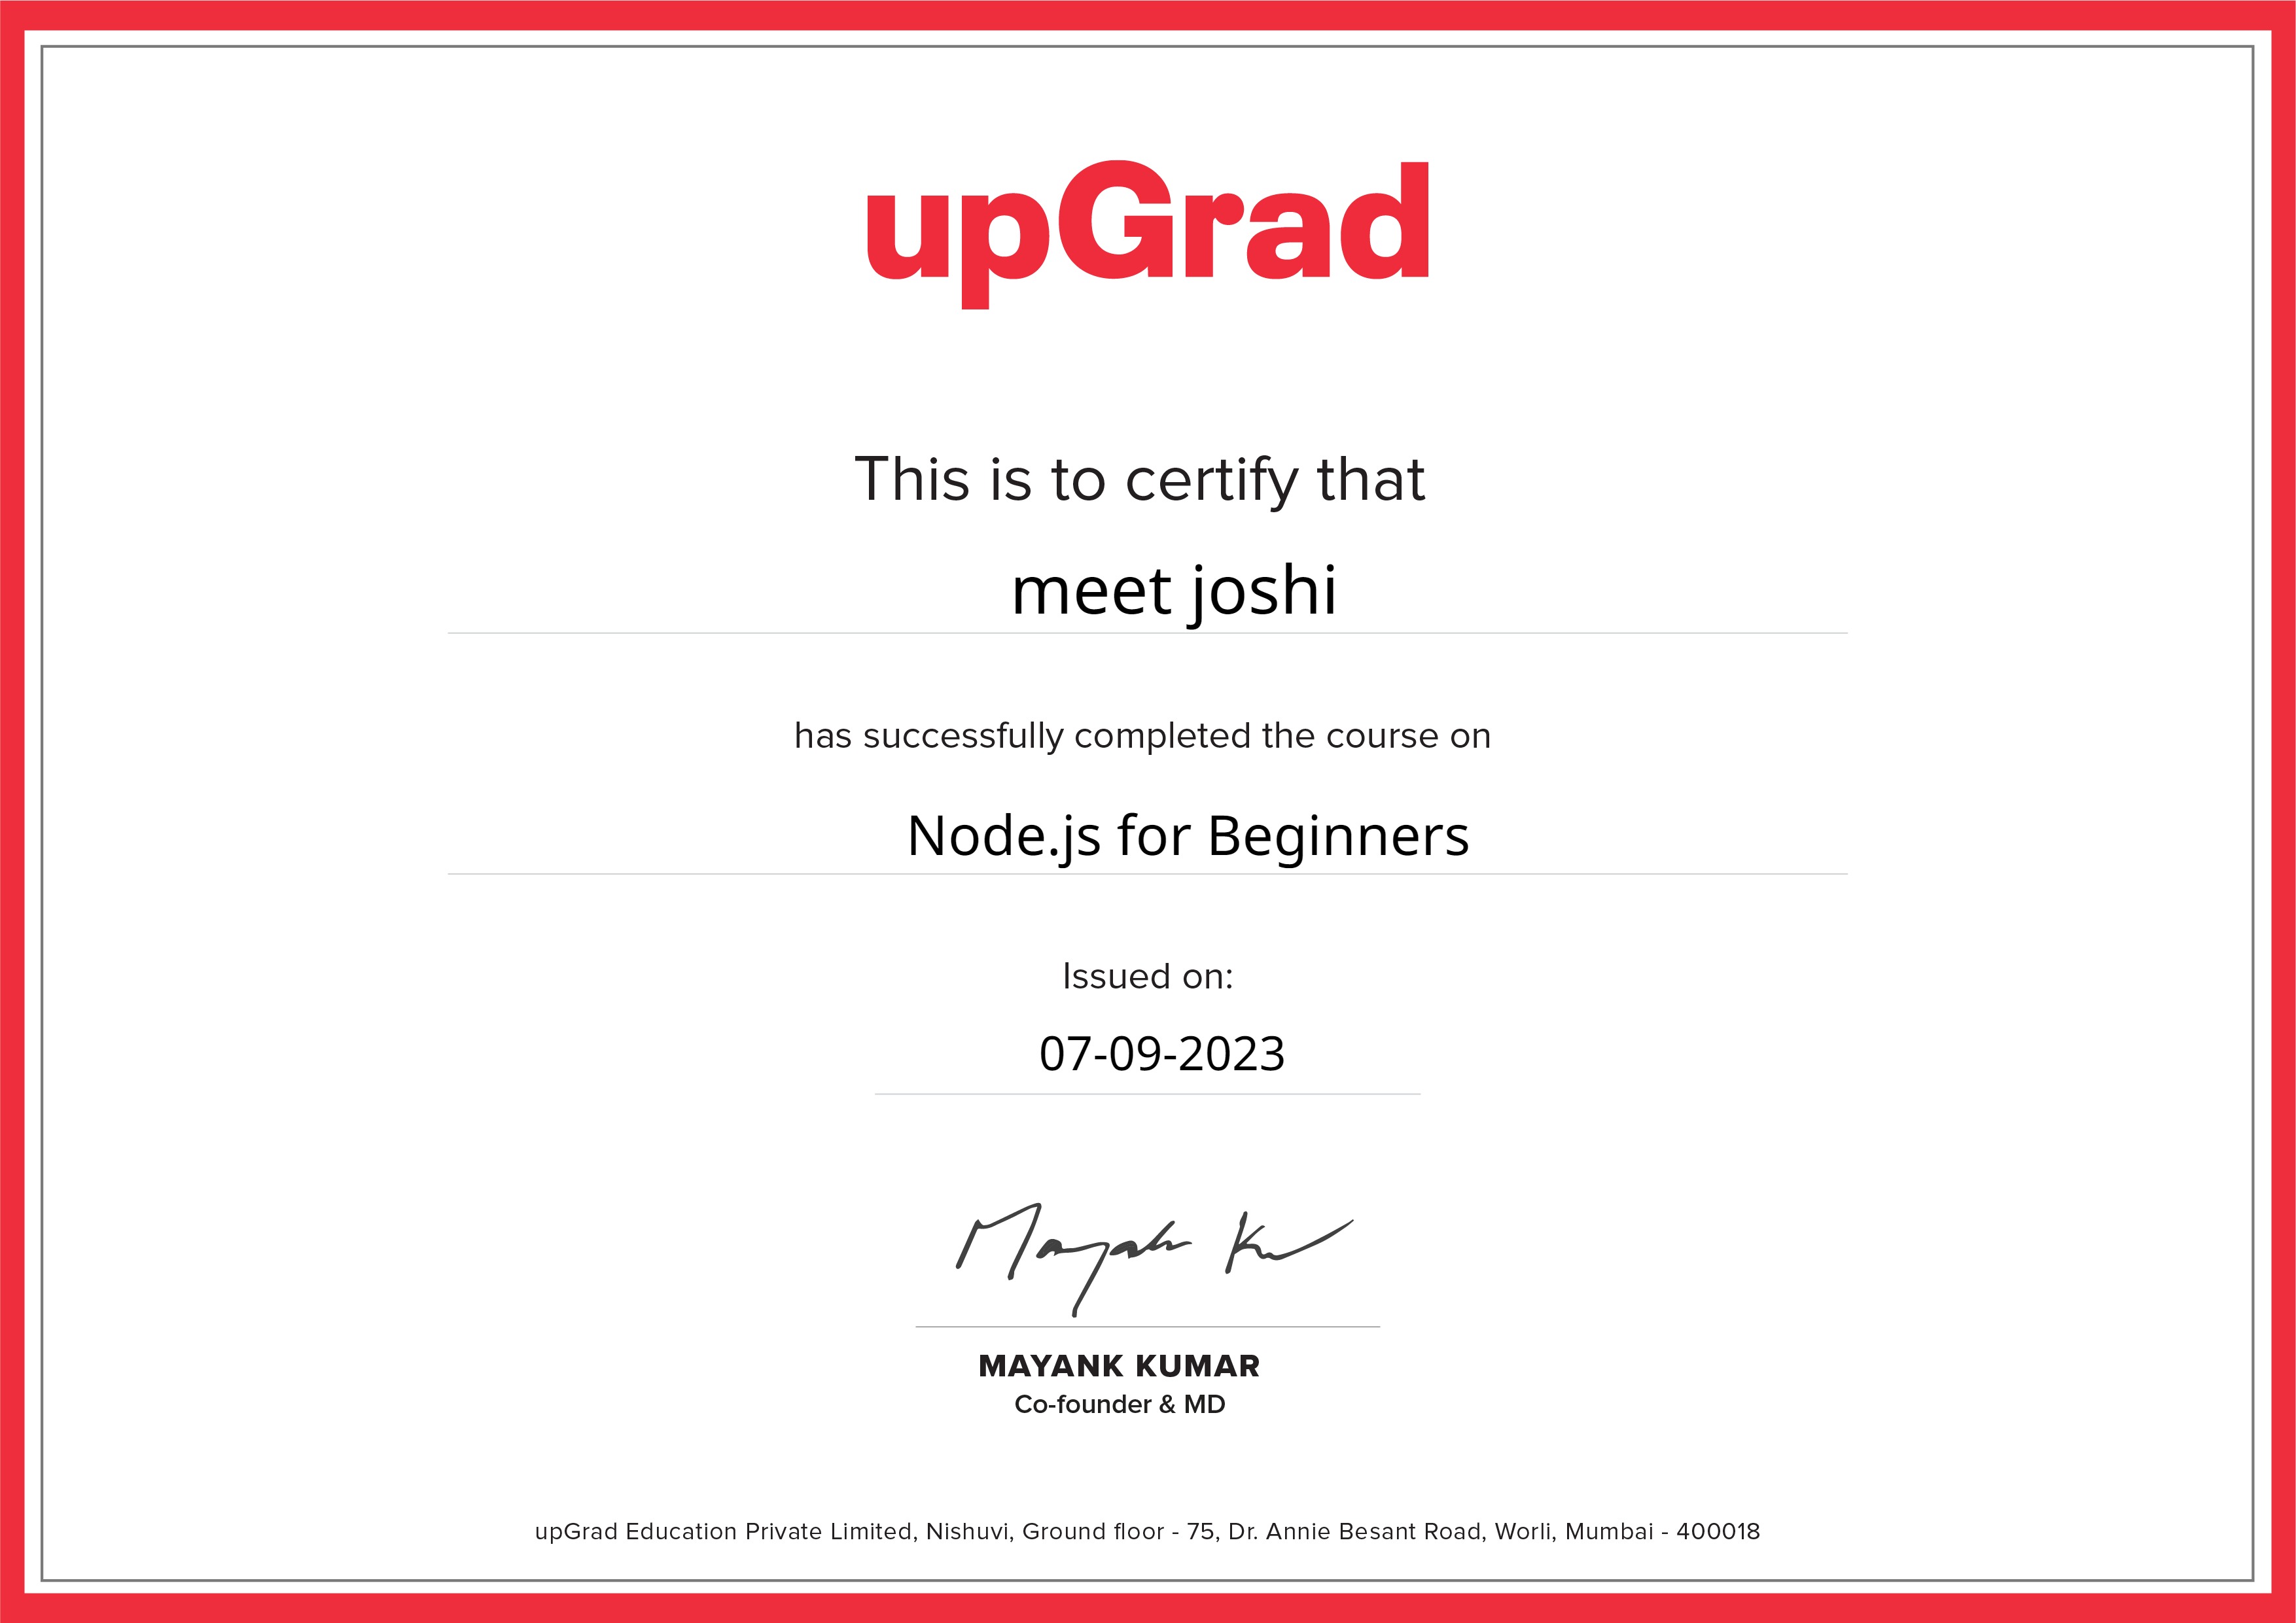 upGrad
This is to certify that
meet joshi
has successfully completed the course on
Node.js for Beginners
Issued on:
07-09-2023
Mayank Ku
MAYANK KUMAR
Co-founder & MD
upGrad Education Private Limited, Nishuvi, Ground floor - 75, Dr. Annie Besant Road, Worli, Mumbai - 400018